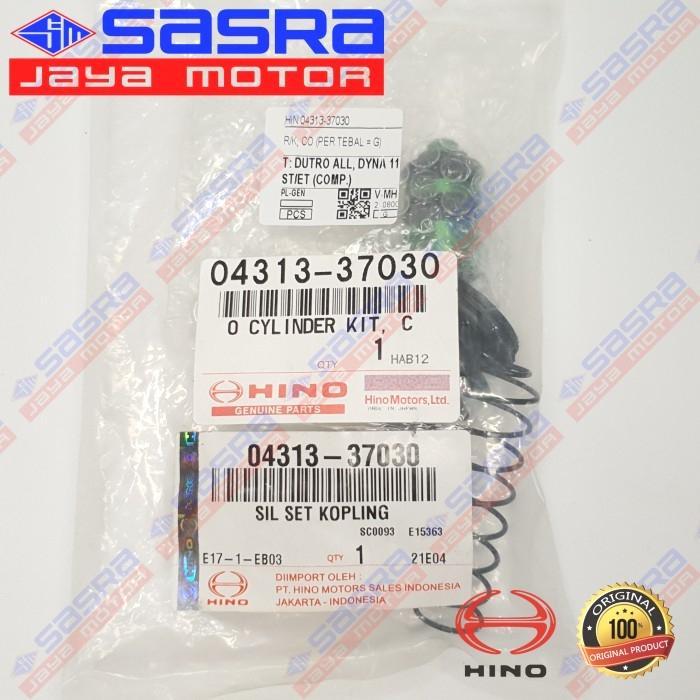 SM SASRA
JAYA MOTOR
HIN 04313-37030
R/K, CO (PER TEBAL = G)
T: DUTRO ALL, DYNA 11
ST/ET (COMP.)
PL-GEN
V MH
PCS
G
04313-37030
O CYLINDER KIT, C
QTY 1 HAB12
HINO
GENUINE PARTS
Hino Motors, Ltd.
04313-37030
SIL SET KOPLING
SC0093 E15363
E17-1-EB03 QTY 1 21E04
HINO
DIIMPORT OLEH :
PT. HINO MOTORS SALES INDONESIA
JAKARTA - INDONESIA
HINO
ORIGINAL
100%
ORIGINAL PRODUCT